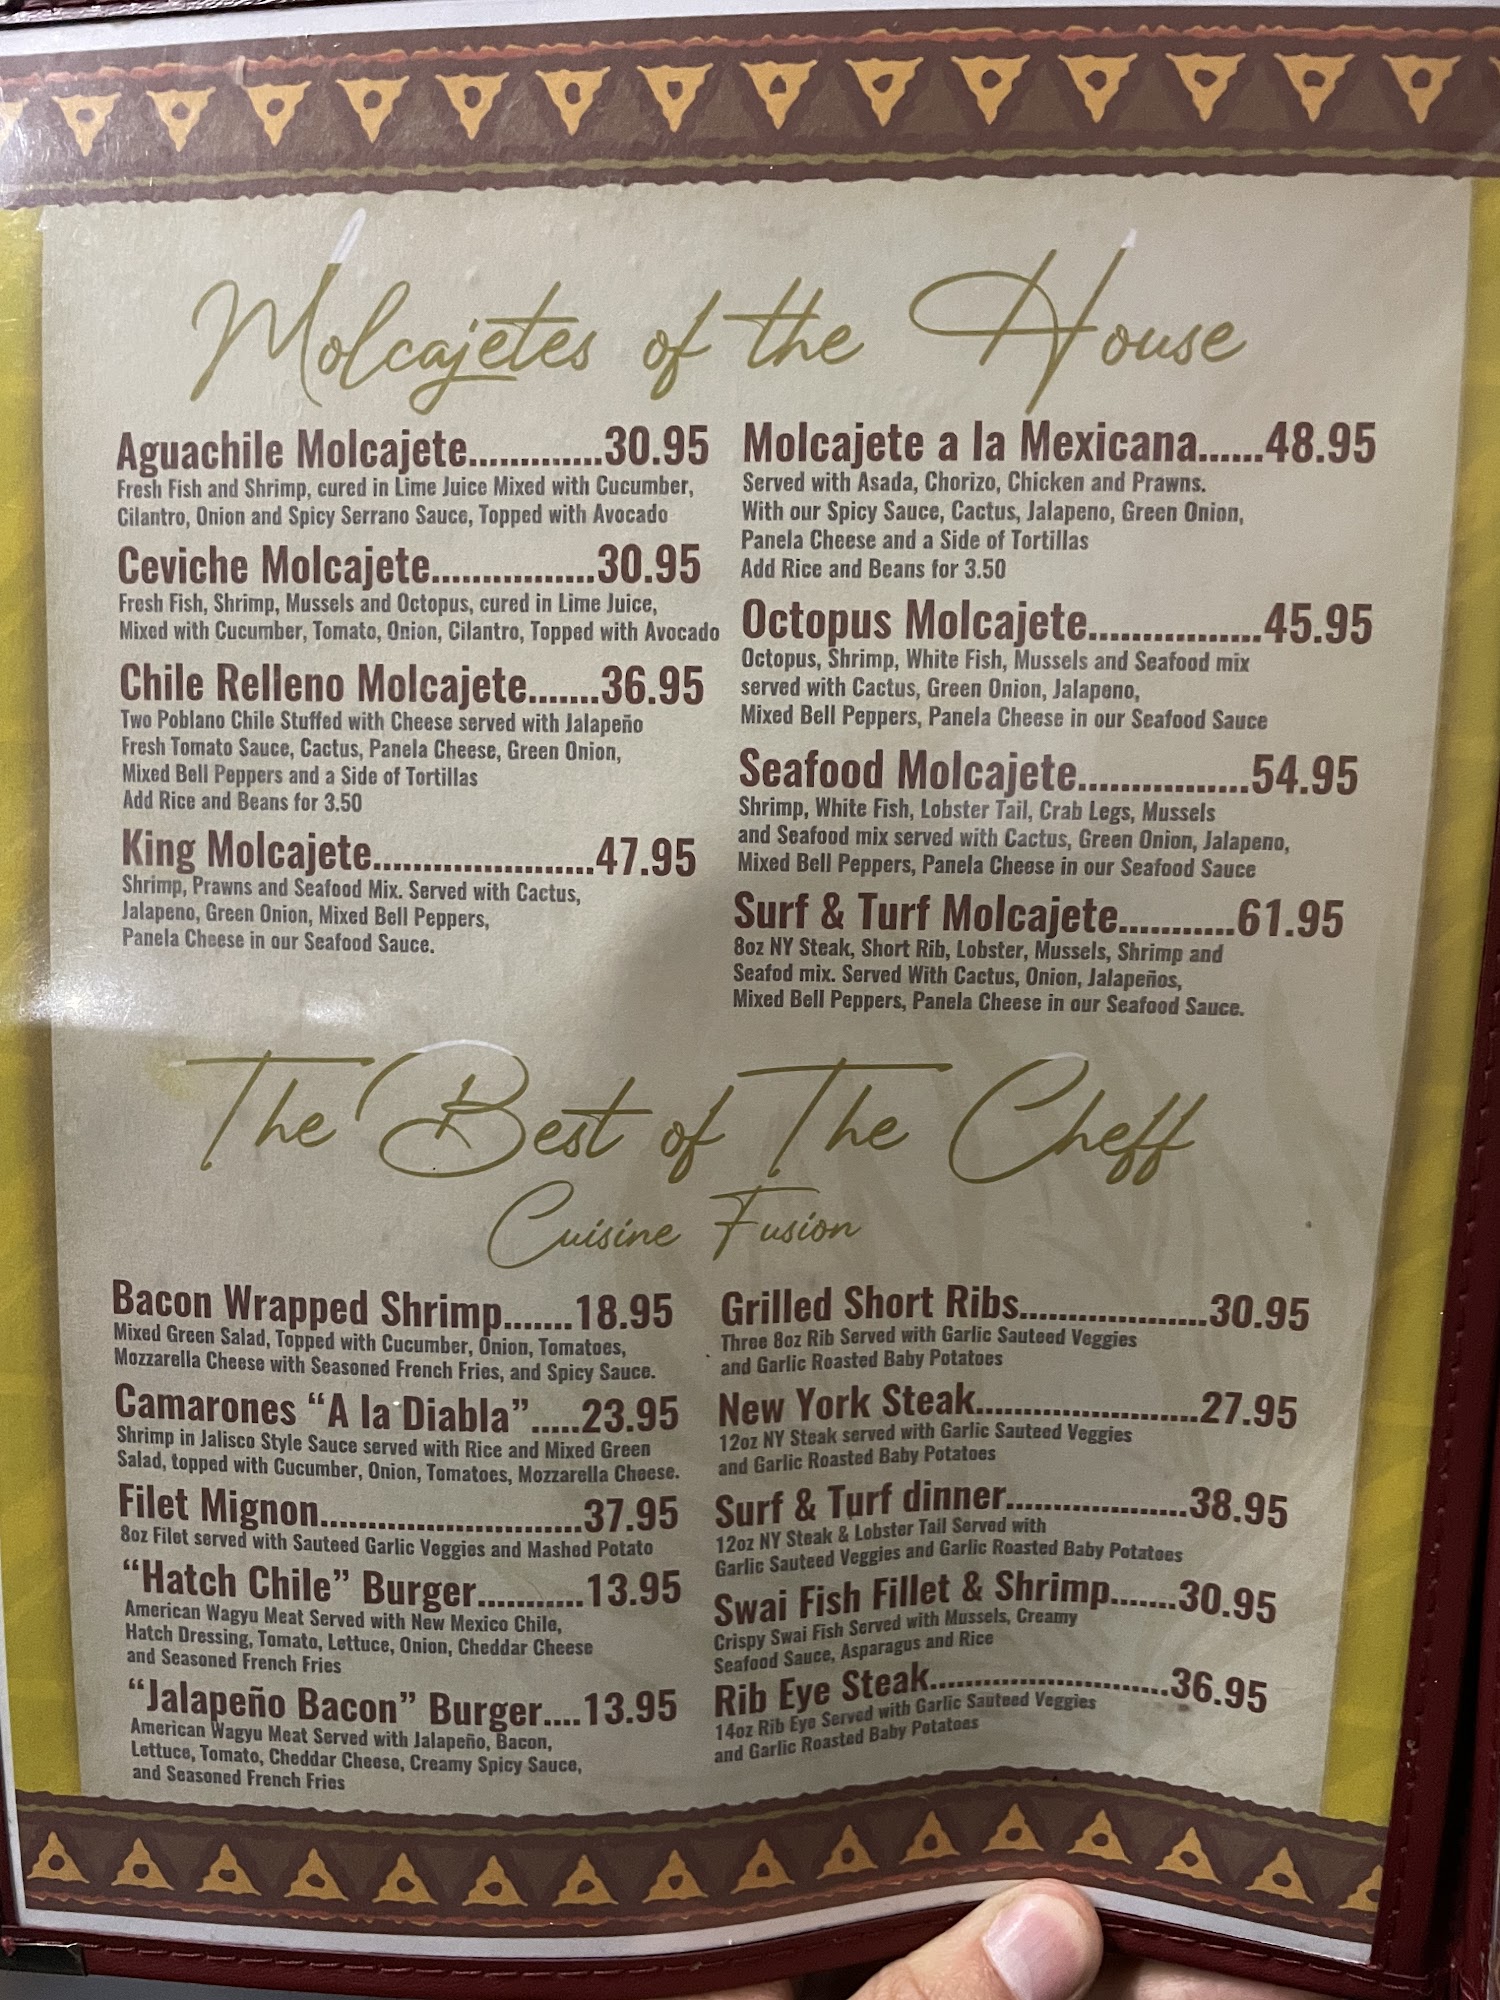 Molcajetes of the House
Aguachile Molcajete.............30.95
Fresh Fish and Shrimp, cured in Lime Juice Mixed with Cucumber,
Cilantro, Onion and Spicy Serrano Sauce, Topped with Avocado
Ceviche Molcajete................30.95
Fresh Fish, Shrimp, Mussels and Octopus, cured in Lime Juice,
Mixed with Cucumber, Tomato, Onion, Cilantro, Topped with Avocado
Chile Relleno Molcajete.......36.95
Two Poblano Chile Stuffed with Cheese served with Jalapeño
Fresh Tomato Sauce, Cactus, Panela Cheese, Green Onion,
Mixed Bell Peppers and a Side of Tortillas
Add Rice and Beans for 3.50
King Molcajete......................47.95
Shrimp, Prawns and Seafood Mix. Served with Cactus,
Jalapeno, Green Onion, Mixed Bell Peppers,
Panela Cheese in our Seafood Sauce.
Molcajete a la Mexicana......48.95
Served with Asada, Chorizo, Chicken and Prawns.
With our Spicy Sauce, Cactus, Jalapeno, Green Onion,
Panela Cheese and a Side of Tortillas
Add Rice and Beans for 3.50
Octopus Molcajete.................45.95
Octopus, Shrimp, White Fish, Mussels and Seafood mix
served with Cactus, Green Onion, Jalapeno,
Mixed Bell Peppers, Panela Cheese in our Seafood Sauce
Seafood Molcajete.................54.95
Shrimp, White Fish, Lobster Tail, Crab Legs, Mussels
and Seafood mix served with Cactus, Green Onion, Jalapeno,
Mixed Bell Peppers, Panela Cheese in our Seafood Sauce
Surf & Turf Molcajete...........61.95
8oz NY Steak, Short Rib, Lobster, Mussels, Shrimp and
Seafod mix. Served With Cactus, Onion, Jalapeños,
Mixed Bell Peppers, Panela Cheese in our Seafood Sauce.
The Best of The Cheff
Cuisine Fusion
Bacon Wrapped Shrimp.......18.95
Mixed Green Salad, Topped with Cucumber, Onion, Tomatoes,
Mozzarella Cheese with Seasoned French Fries, and Spicy Sauce.
Camarones “A la Diabla”.....23.95
Shrimp in Jalisco Style Sauce served with Rice and Mixed Green
Salad, topped with Cucumber, Onion, Tomatoes, Mozzarella Cheese.
Filet Mignon..........................37.95
8oz Filet served with Sauteed Garlic Veggies and Mashed Potato
“Hatch Chile” Burger...........13.95
American Wagyu Meat Served with New Mexico Chile,
Hatch Dressing, Tomato, Lettuce, Onion, Cheddar Cheese
and Seasoned French Fries
“Jalapeño Bacon” Burger....13.95
American Wagyu Meat Served with Jalapeño, Bacon,
Lettuce, Tomato, Cheddar Cheese, Creamy Spicy Sauce,
and Seasoned French Fries
Grilled Short Ribs...................30.95
Three 8oz Rib Served with Garlic Sauteed Veggies
and Garlic Roasted Baby Potatoes
New York Steak.......................27.95
12oz NY Steak served with Garlic Sauteed Veggies
and Garlic Roasted Baby Potatoes
Surf & Turf dinner...................38.95
12oz NY Steak & Lobster Tail Served with
Garlic Sauteed Veggies and Garlic Roasted Baby Potatoes
Swai Fish Fillet & Shrimp.......30.95
Crispy Swai Fish Served with Mussels, Creamy
Seafood Sauce, Asparagus and Rice
Rib Eye Steak.........................36.95
14oz Rib Eye Served with Garlic Sauteed Veggies
and Garlic Roasted Baby Potatoes